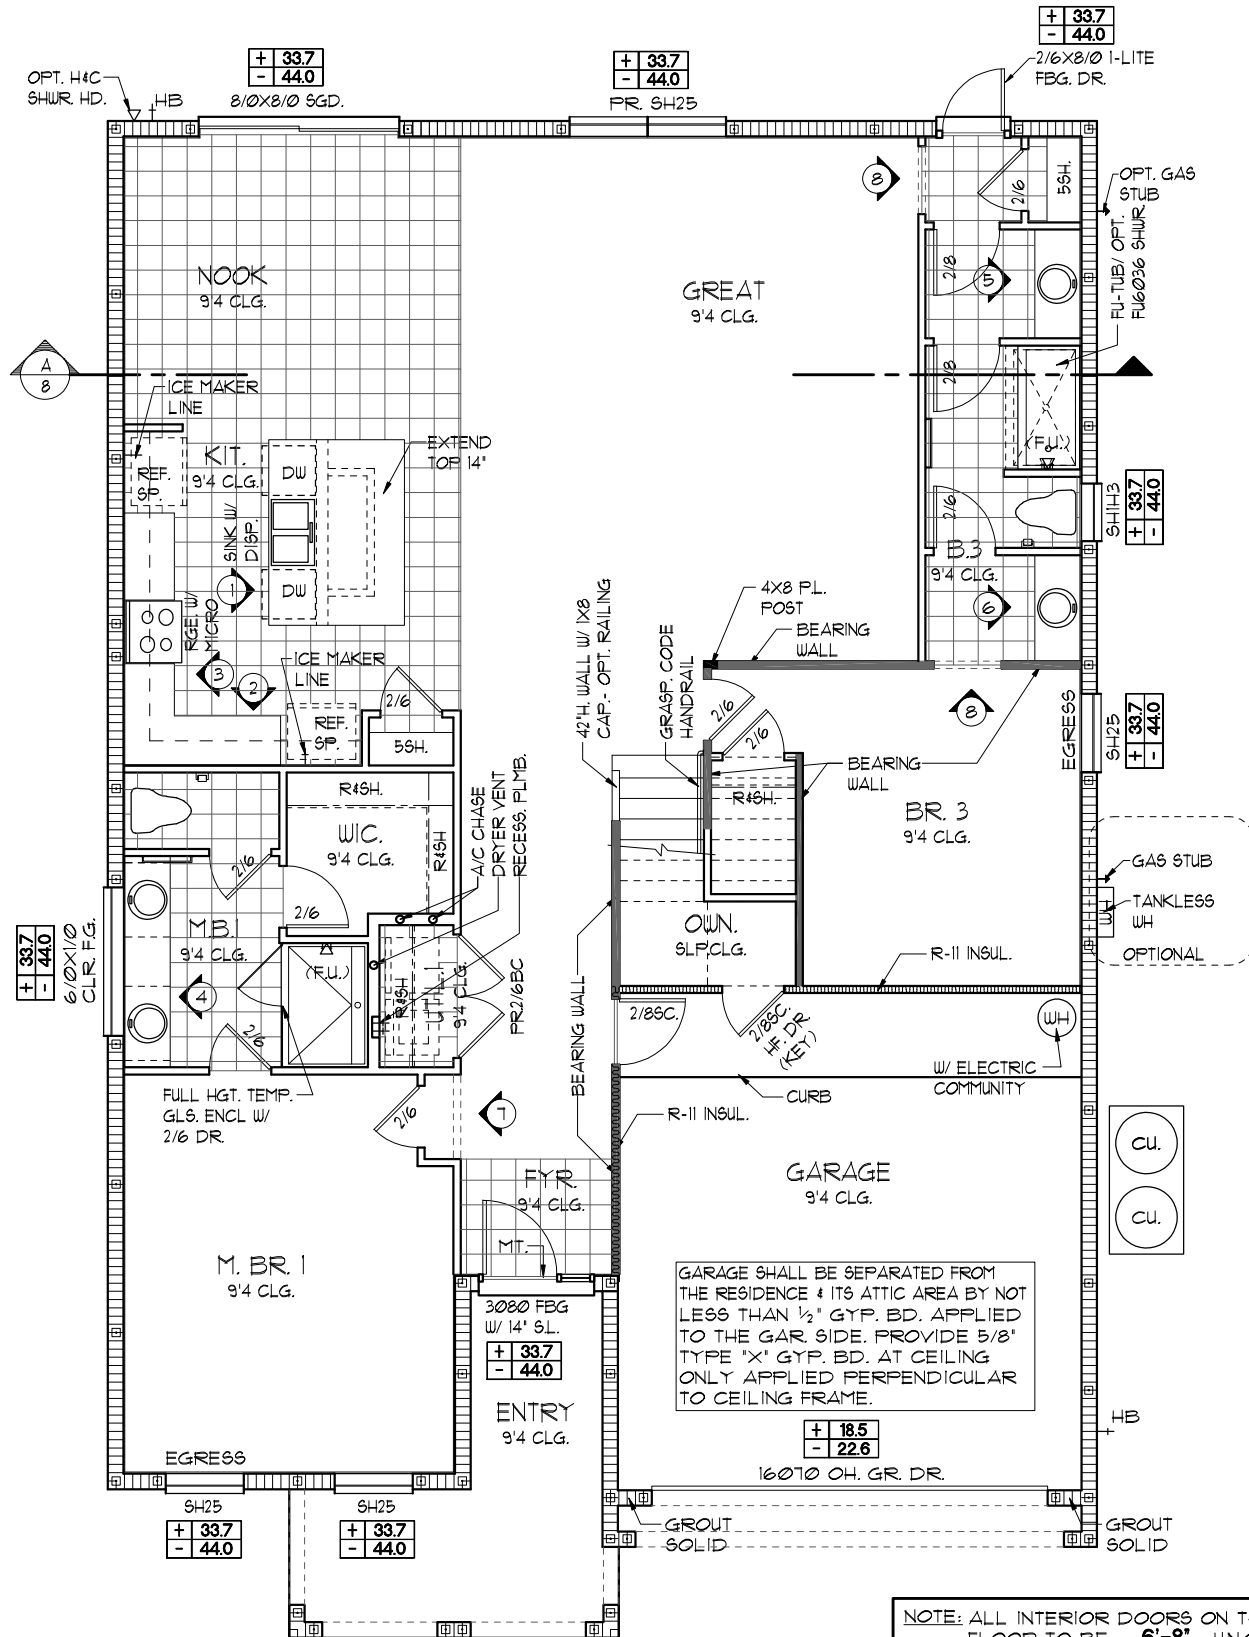 + 33.7
- 44.0
8/0X8/0 SGD.
+ 33.7
- 44.0
PR. SH25
+ 33.7
- 44.0
2/6X8/0 1-LITE
FBG. DR.
OPT. H&C
SHWR. HD.
HB
OPT. GAS
STUB
5SH.
2/6
8
FU-TUB/ OPT.
FU6036 SHWR.
NOOK
9'4 CLG.
GREAT
9'4 CLG.
2/8
5
A
8
ICE MAKER
LINE
2/8
(F.U.)
KIT.
9'4 CLG.
REF.
SP.
DW
EXTEND
TOP 14"
SINK W/
DISP.
1
DW
2/6
SH1H3
+ 33.7
- 44.0
B.3
9'4 CLG.
6
RGE. W/
MICRO
3
2
ICE MAKER
LINE
REF.
SP.
2/6
5SH.
42"H. WALL W/ 1X8
CAP.- OPT. RAILING
GRASP. CODE
HANDRAIL
4X8 P.L.
POST
BEARING
WALL
2/6
2/6
8
EGRESS
SH25
+ 33.7
- 44.0
BEARING
WALL
R&SH.
R&SH.
WIC.
9'4 CLG.
R&SH
A/C CHASE
DRYER VENT
RECESS. PLMB.
BR. 3
9'4 CLG.
GAS STUB
TANKLESS
WH
WH
OPTIONAL
2/6
2/6
M.B.1
9'4 CLG.
+ 33.7
- 44.0
6/0X1/0
CLR. F.G.
OWN.
SLP.CLG.
R-11 INSUL.
(F.U.)
R&SH
UTIL.1
9'4 CLG.
PR2/6BC
BEARING WALL
4
2/6
2/8SC.
2/8SC.
HF. DR
(KEY)
WH
W/ ELECTRIC
COMMUNITY
CURB
FULL HGT. TEMP.
GLS. ENCL W/
2/6 DR.
2/6
7
R-11 INSUL.
CU.
CU.
FYR.
9'4 CLG.
GARAGE
9'4 CLG.
MT.
M. BR. 1
9'4 CLG.
GARAGE SHALL BE SEPARATED FROM
THE RESIDENCE & ITS ATTIC AREA BY NOT
LESS THAN ½" GYP. BD. APPLIED
TO THE GAR. SIDE. PROVIDE 5/8"
TYPE "X" GYP. BD. AT CEILING
ONLY APPLIED PERPENDICULAR
TO CEILING FRAME.
3080 FBG
W/ 14" S.L.
+ 33.7
- 44.0
ENTRY
9'4 CLG.
HB
+ 18.5
- 22.6
16070 OH. GR. DR.
EGRESS
SH25
+ 33.7
- 44.0
SH25
+ 33.7
- 44.0
GROUT
SOLID
GROUT
SOLID
NOTE: ALL INTERIOR DOORS ON
FLOOR TO BE 6'-8"